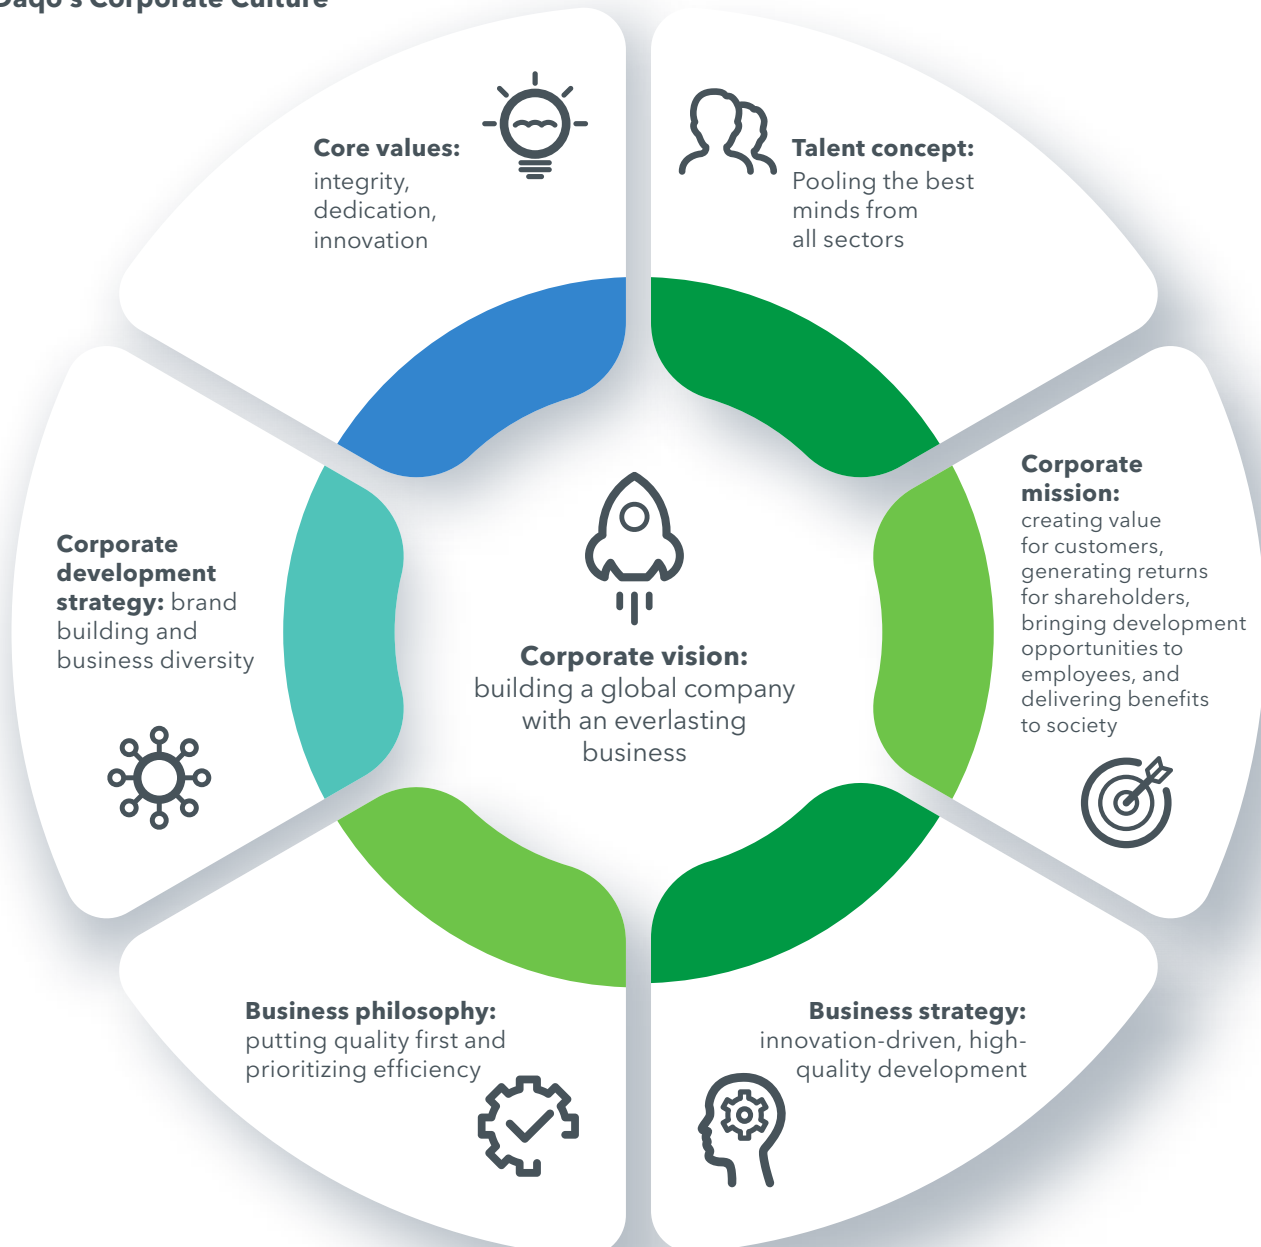 Daqo's Corporate Culture
Core values:
integrity,
dedication,
innovation
Talent concept:
Pooling the best
minds from
all sectors
Corporate
mission:
creating value
for customers,
generating returns
for shareholders,
bringing development
opportunities to
employees, and
delivering benefits
to society
Corporate
development
strategy: brand
building and
business diversity
Corporate vision:
building a global company
with an everlasting
business
Business philosophy:
putting quality first and
prioritizing efficiency
Business strategy:
innovation-driven, high-
quality development